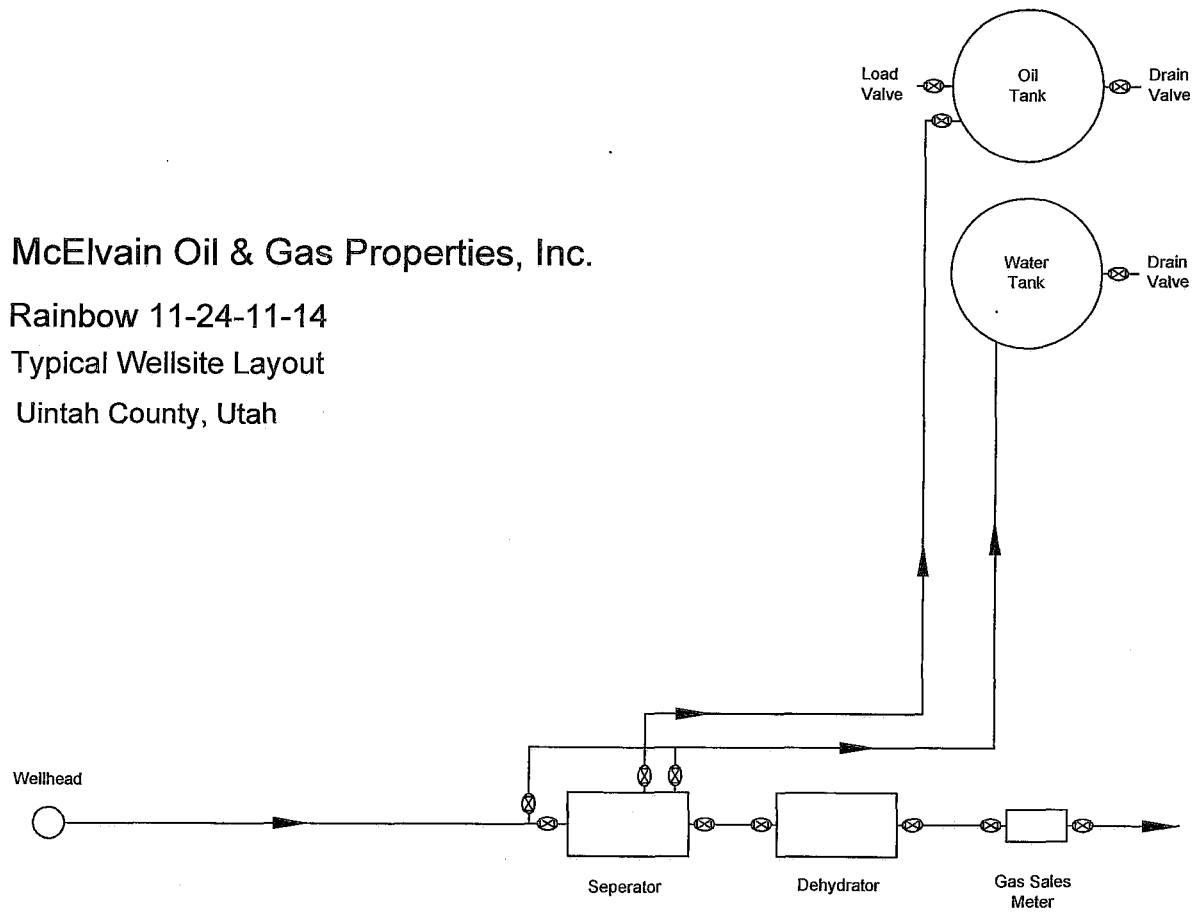 Load
Valve
Oil
Tank
Drain
Valve
McElvain Oil & Gas Properties, Inc.
Rainbow 11-24-11-14
Typical Wellsite Layout
Uintah County, Utah
Water
Tank
Drain
Valve
Wellhead
Seperator
Dehydrator
Gas Sales
Meter